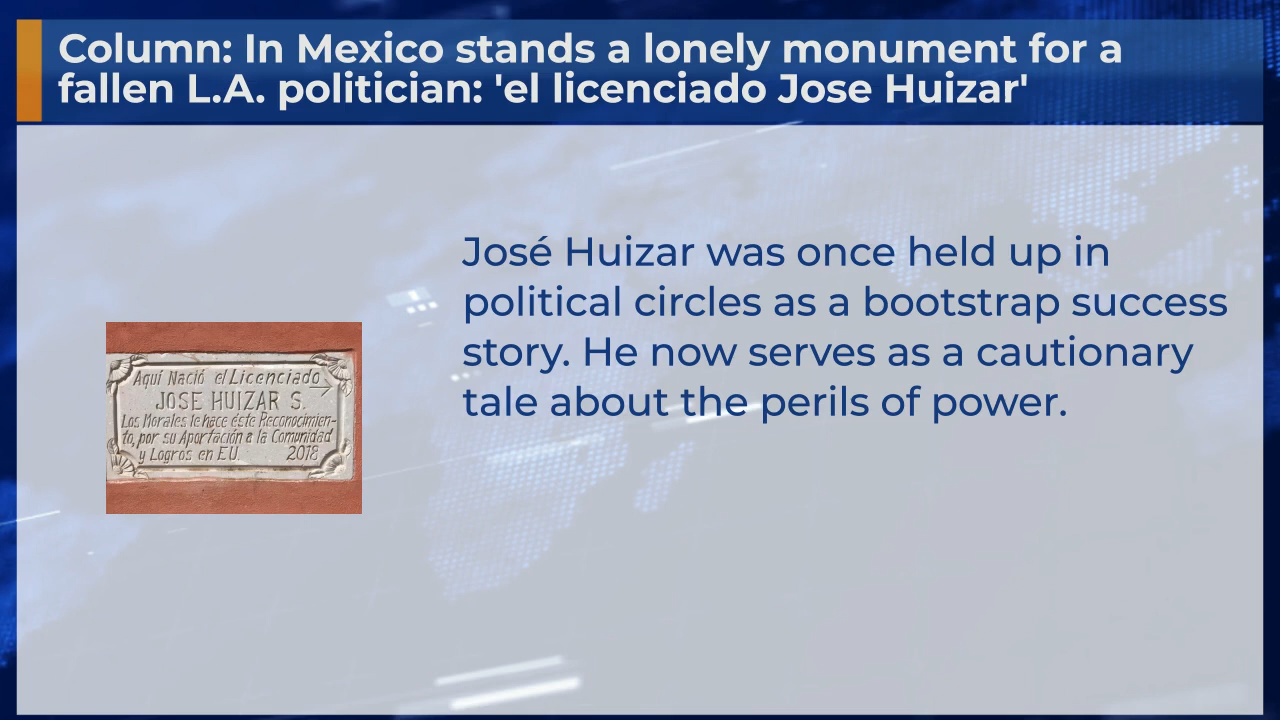 Column: In Mexico stands a lonely monument for a
fallen L.A. politician: 'el licenciado Jose Huizar'
José Huizar was once held up in
political circles as a bootstrap success
story. He now serves as a cautionary
tale about the perils of power.
Aquí Nació el Licenciado
JOSE HUIZAR S.
Los Morales le hace éste Reconocimien-
to, por su Aportación a la Comunidad
y Logros en EU. 2018